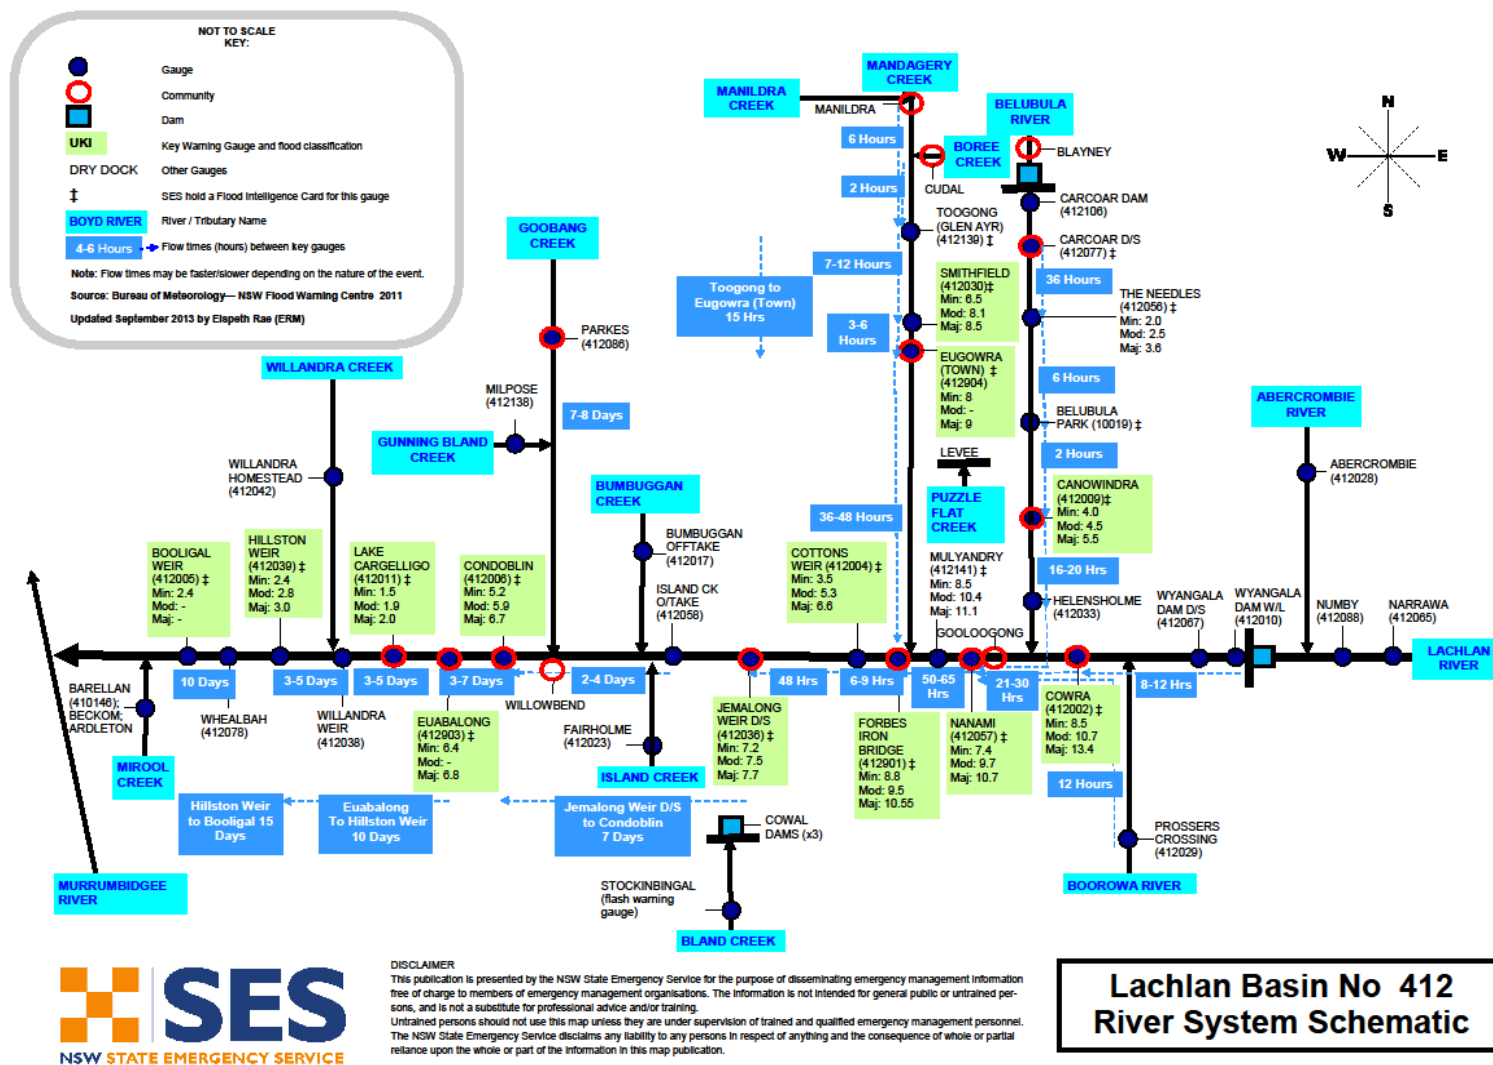 NOT TO SCALE
KEY:
Gauge
Community
Dam
UKI
Key Warning Gauge and flood classification
DRY DOCK
Other Gauges
‡
SES hold a Flood Intelligence Card for this gauge
BOYD RIVER
River / Tributary Name
4-6 Hours
Flow times (hours) between key gauges
Note: Flow times may be faster/slower depending on the nature of the event.
Source: Bureau of Meteorology— NSW Flood Warning Centre 2011
Updated September 2013 by Elspeth Rae (ERM)
MANILDRA
CREEK
MANDAGERY
CREEK
MANILDRA
6 Hours
BOREE
CREEK
CUDAL
2 Hours
TOOGONG
(GLEN AYR)
(412139) ‡
7-12 Hours
SMITHFIELD
(412030)‡
Min: 6.5
Mod: 8.1
Maj: 8.5
3-6
Hours
EUGOWRA
(TOWN) ‡
(412904)
Min: 8
Mod: -
Maj: 9
Toogong to
Eugowra (Town)
15 Hrs
36-48 Hours
BELUBULA
RIVER
BLAYNEY
CARCOAR DAM
(412106)
CARCOAR D/S
(412077) ‡
36 Hours
THE NEEDLES
(412056) ‡
Min: 2.0
Mod: 2.5
Maj: 3.6
6 Hours
BELUBULA
PARK (10019) ‡
2 Hours
CANOWINDRA
(412009)‡
Min: 4.0
Mod: 4.5
Maj: 5.5
16-20 Hrs
HELENSHOLME
(412033)
LEVEE
PUZZLE
FLAT
CREEK
MULYANDRY
(412141) ‡
Min: 8.5
Mod: 10.4
Maj: 11.1
GOOLOOGONG
ABERCROMBIE
RIVER
ABERCROMBIE
(412028)
WYANGALA
DAM D/S
(412067)
WYANGALA
DAM W/L
(412010)
NUMBY
(412088)
NARRAWA
(412065)
LACHLAN
RIVER
GOOBANG
CREEK
PARKES
(412086)
MILPOSE
(412138)
7-8 Days
GUNNING BLAND
CREEK
WILLANDRA CREEK
WILLANDRA
HOMESTEAD
(412042)
BUMBUGGAN
CREEK
BUMBUGGAN
OFFTAKE
(412017)
ISLAND CK
O/TAKE
(412058)
BOOLIGAL
WEIR
(412005) ‡
Min: 2.4
Mod: -
Maj: -
HILLSTON
WEIR
(412039) ‡
Min: 2.4
Mod: 2.8
Maj: 3.0
LAKE
CARGELLIGO
(412011) ‡
Min: 1.5
Mod: 1.9
Maj: 2.0
CONDOBLIN
(412006) ‡
Min: 5.2
Mod: 5.9
Maj: 6.7
COTTONS
WEIR (412004) ‡
Min: 3.5
Mod: 5.3
Maj: 6.6
10 Days
3-5 Days
3-5 Days
3-7 Days
2-4 Days
48 Hrs
6-9 Hrs
50-65
Hrs
21-30
Hrs
8-12 Hrs
BARELLAN
(410146);
BECKOM;
ARDLETON
WHEALBAH
(412078)
WILLANDRA
WEIR
(412038)
EUABALONG
(412903) ‡
Min: 6.4
Mod: -
Maj: 6.8
WILLOWBEND
FAIRHOLME
(412023)
JEMALONG
WEIR D/S
(412036) ‡
Min: 7.2
Mod: 7.5
Maj: 7.7
FORBES
IRON
BRIDGE
(412901) ‡
Min: 8.8
Mod: 9.5
Maj: 10.55
NANAMI
(412057) ‡
Min: 7.4
Mod: 9.7
Maj: 10.7
COWRA
(412002) ‡
Min: 8.5
Mod: 10.7
Maj: 13.4
12 Hours
MIROOL
CREEK
ISLAND CREEK
Hillston Weir
to Booligal 15
Days
Euabalong
To Hillston Weir
10 Days
Jemalong Weir D/S
to Condoblin
7 Days
COWAL
DAMS (x3)
PROSSERS
CROSSING
(412029)
BOOROWA RIVER
MURRUMBIDGEE
RIVER
STOCKINBINGAL
(flash warning
gauge)
BLAND CREEK
N
W
E
S
SES
NSW STATE EMERGENCY SERVICE
DISCLAIMER
This publication is presented by the NSW State Emergency Service for the purpose of disseminating emergency management information
free of charge to members of emergency management organisations. The information is not intended for general public or untrained per-
sons, and is not a substitute for professional advice and/or training.
Untrained persons should not use this map unless they are under supervision of trained and qualified emergency management personnel.
The NSW State Emergency Service disclaims any liability to any persons in respect of anything and the consequence of whole or partial
reliance upon the whole or part of the information in this map publication.
Lachlan Basin No 412
River System Schematic